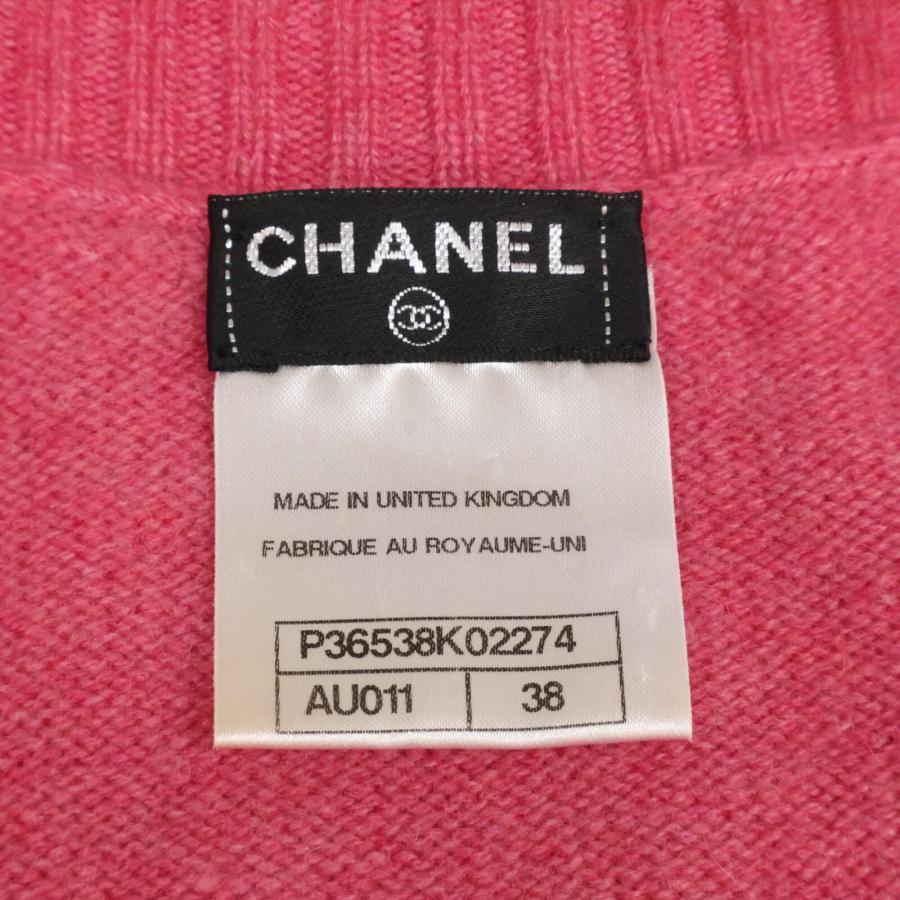 CHANEL
MADE IN UNITED KINGDOM
FABRIQUE AU ROYAUME-UNI
P36538K02274
AU011 38